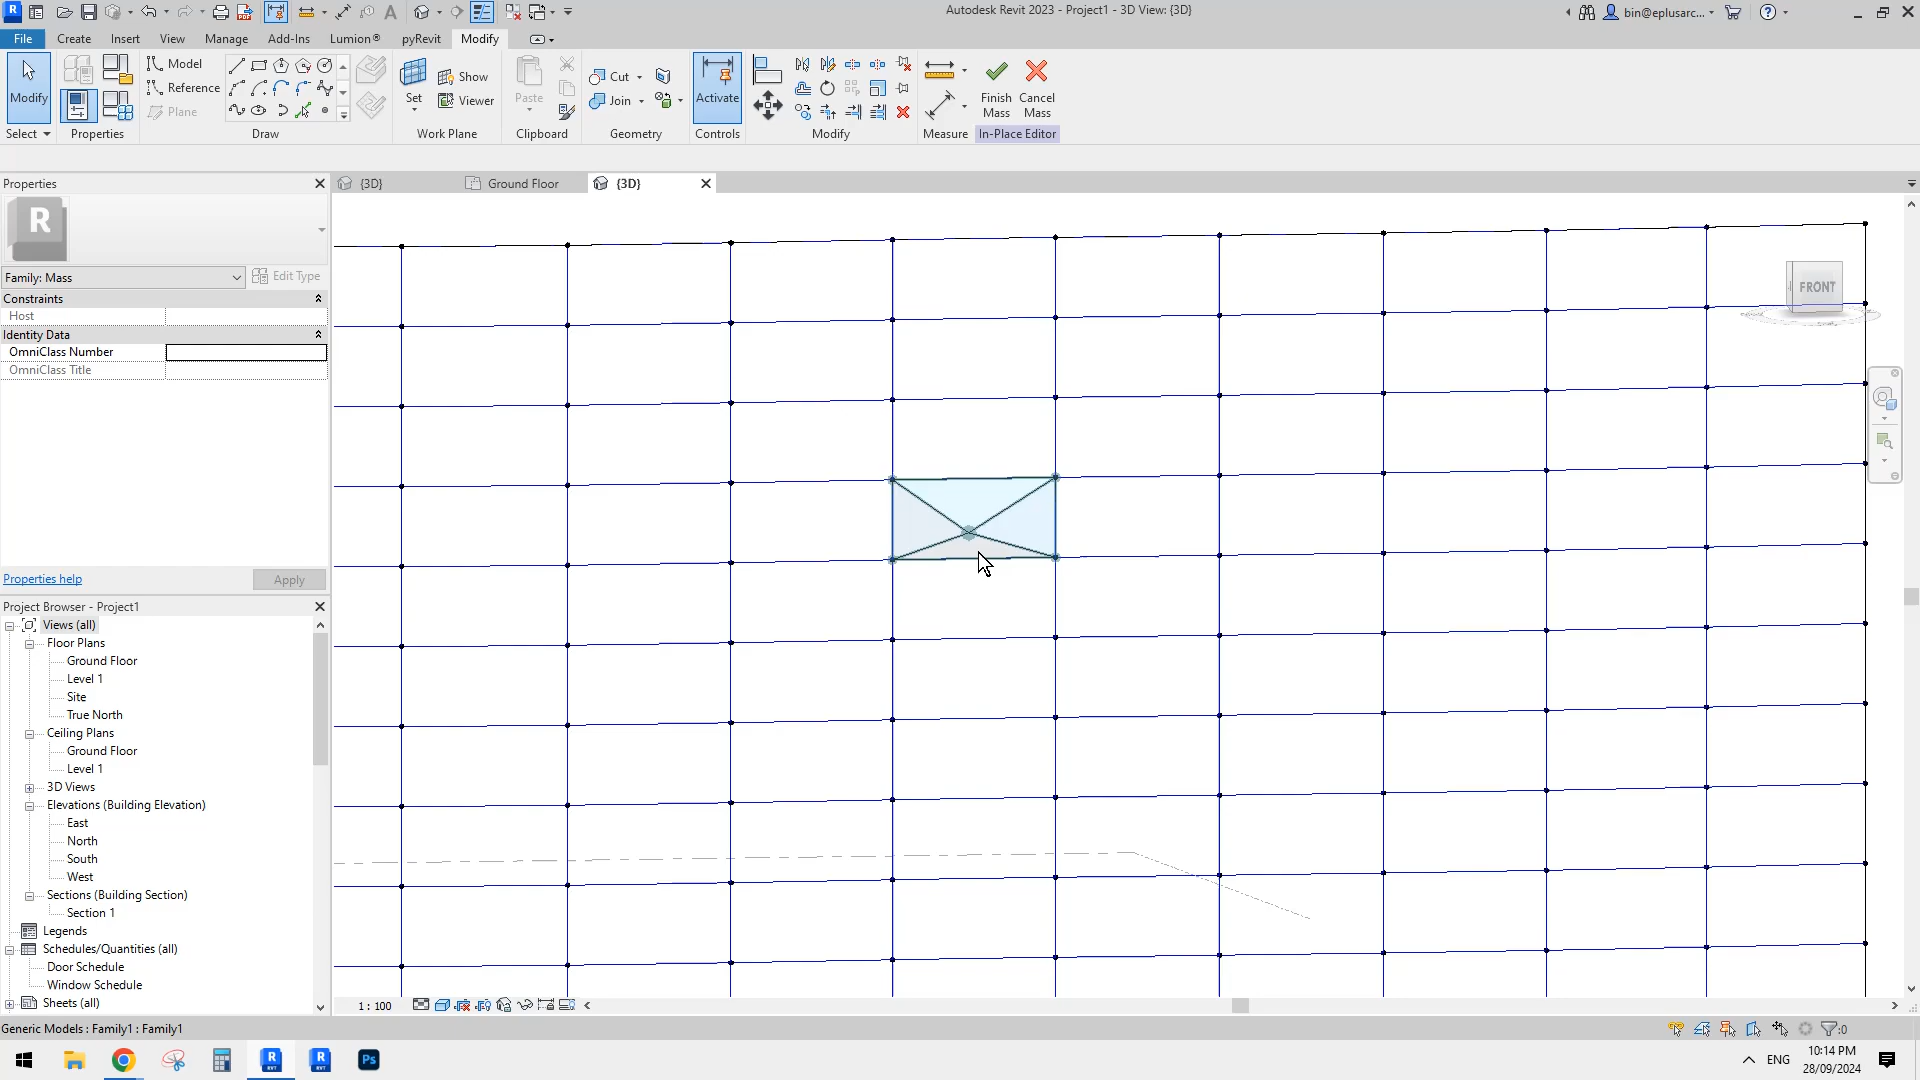 Autodesk Revit 2023 - Project1 - 3D View: {3D}
bin@eplusarc...
File
Create
Insert
View
Manage
Add-Ins
Lumion®
pyRevit
Modify
Modify
Model
Reference
Plane
Set
Show
Viewer
Paste
Cut
Join
Activate
Finish Mass
Cancel Mass
Select
Properties
Draw
Work Plane
Clipboard
Geometry
Controls
Modify
Measure
In-Place Editor
Properties
{3D}
Ground Floor
{3D}
R
Family: Mass
Edit Type
Constraints
Host
Identity Data
OmniClass Number
OmniClass Title
FRONT
Properties help
Apply
Project Browser - Project1
Views (all)
Floor Plans
Ground Floor
Level 1
Site
True North
Ceiling Plans
Ground Floor
Level 1
3D Views
Elevations (Building Elevation)
East
North
South
West
Sections (Building Section)
Section 1
Legends
Schedules/Quantities (all)
Door Schedule
Window Schedule
Sheets (all)
1 : 100
Generic Models : Family1 : Family1
:0
R
RVT
R
RVT
Ps
ENG
10:14 PM
28/09/2024